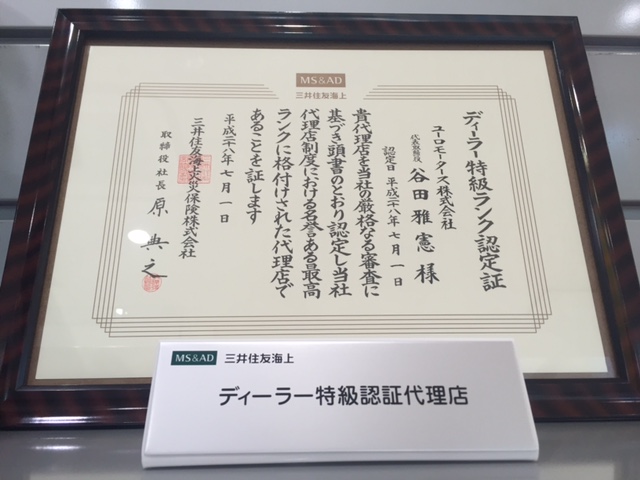 MS&AD
三井住友海上
ディーラー特級ランク認定証
ユーロモータース株式会社
代表取締役 谷田雅憲 様
認定日 平成二八年 七月 一日
貴代理店を当社の厳格なる審査に
基づき頭書のとおり認定し当社
代理店制度における名誉ある最高
ランクに格付けされた代理店で
あることを証します
平成二八年 七月 一日
三井住友海上火災保険株式会社
取締役社長 原 典之
MS&AD 三井住友海上
ディーラー特級認証代理店